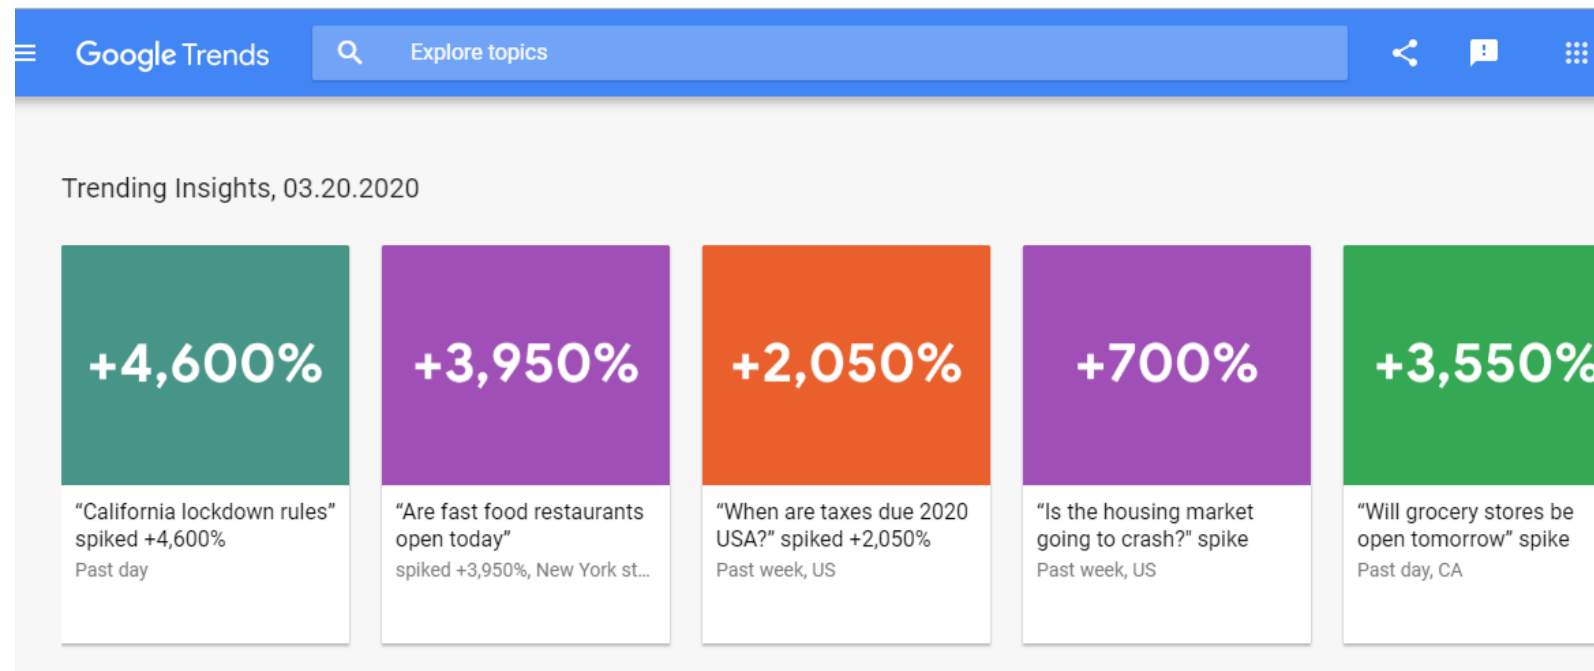 Google Trends
Explore topics
Trending Insights, 03.20.2020
+4,600%
“California lockdown rules”
spiked +4,600%
Past day
+3,950%
“Are fast food restaurants
open today”
spiked +3,950%, New York st...
+2,050%
“When are taxes due 2020
USA?” spiked +2,050%
Past week, US
+700%
“Is the housing market
going to crash?" spike
Past week, US
+3,550%
“Will grocery stores be
open tomorrow” spike
Past day, CA